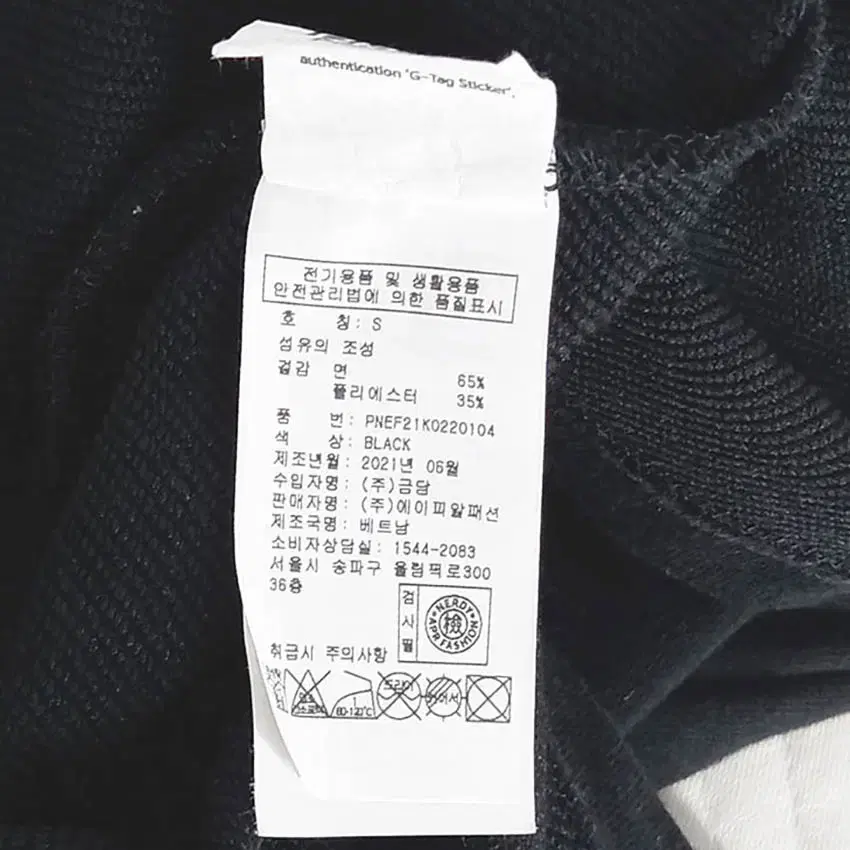 authentication 'G-Tag Sticker'.
전기용품 및 생활용품
안전관리법에 의한 품질표시
호 칭: S
섬유의 조성
겉감 면 65%
폴리에스터 35%
품 번: PNEF21K0220104
색 상: BLACK
제조년월: 2021년 06월
수입자명: (주)금담
판매자명: (주)에이피알패션
제조국명: 베트남
소비자상담실: 1544-2083
서울시 송파구 올림픽로300
36층
검사필
NERDY
檢
APR FASHION
취급시 주의사항
80-120℃
드라이